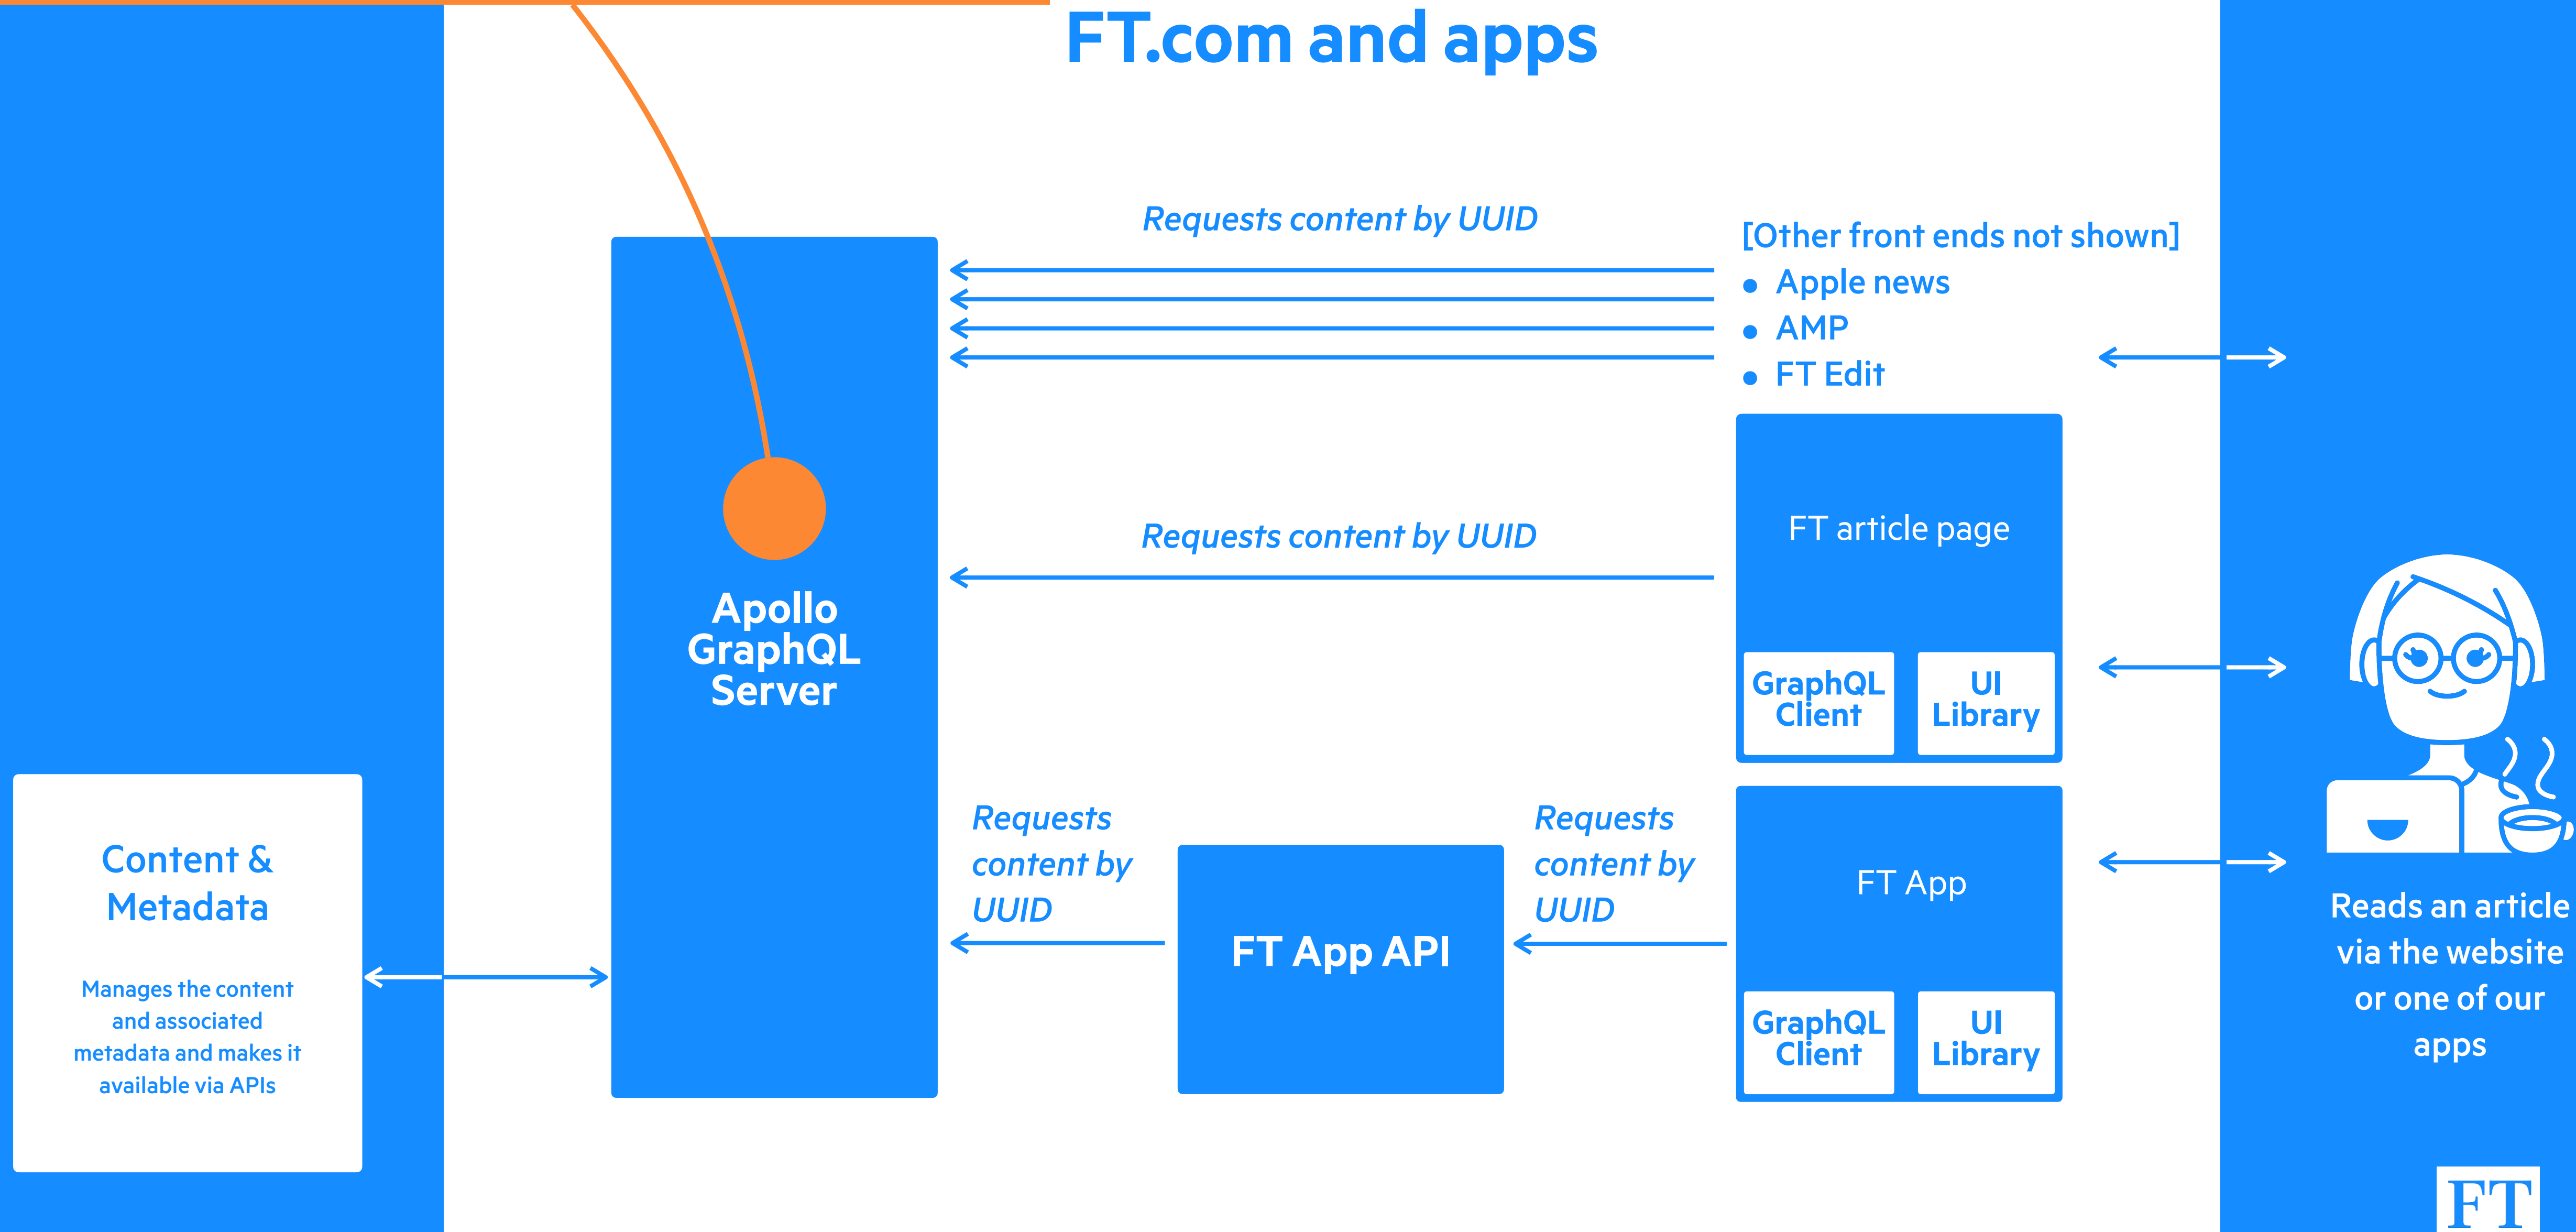 FT.com and apps
Requests content by UUID
[Other front ends not shown]
• Apple news
• AMP
• FT Edit
Requests content by UUID
FT article page
Apollo
GraphQL
Server
GraphQL
Client
UI
Library
Content &
Metadata
Manages the content
and associated
metadata and makes it
available via APIs
Requests
content by
UUID
FT App API
Requests
content by
UUID
FT App
GraphQL
Client
UI
Library
Reads an article
via the website
or one of our
apps
FT